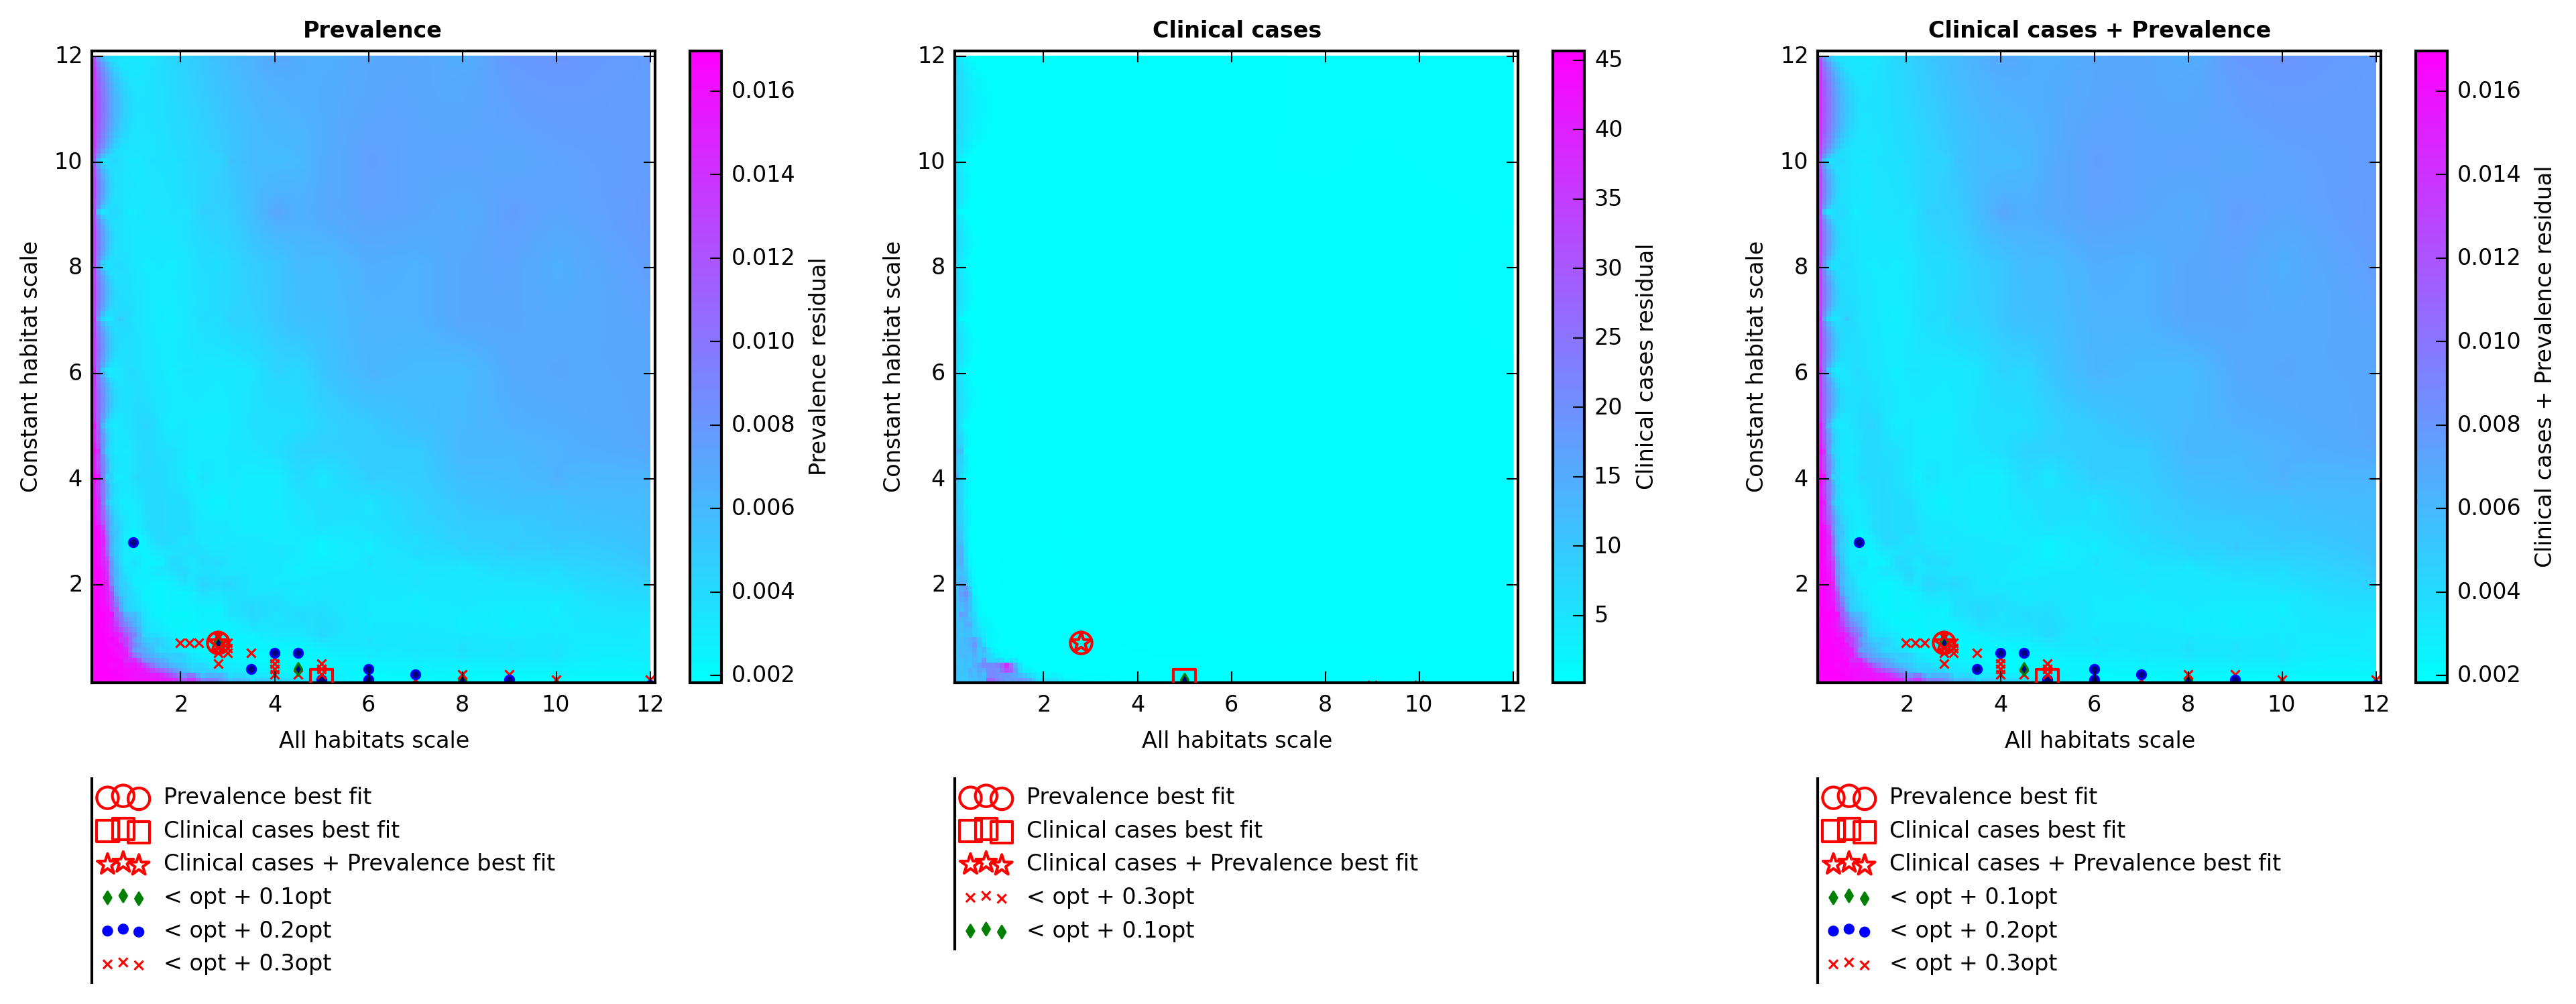 Prevalence
12
10
8
6
4
2
Constant habitat scale
2 4 6 8 10 12
All habitats scale
0.016
0.014
0.012
0.010
0.008
0.006
0.004
0.002
Prevalence residual
Prevalence best fit
Clinical cases best fit
Clinical cases + Prevalence best fit
< opt + 0.1opt
< opt + 0.2opt
< opt + 0.3opt
Clinical cases
12
10
8
6
4
2
Constant habitat scale
2 4 6 8 10 12
All habitats scale
45
40
35
30
25
20
15
10
5
Clinical cases residual
Prevalence best fit
Clinical cases best fit
Clinical cases + Prevalence best fit
< opt + 0.3opt
< opt + 0.1opt
Clinical cases + Prevalence
12
10
8
6
4
2
Constant habitat scale
2 4 6 8 10 12
All habitats scale
0.016
0.014
0.012
0.010
0.008
0.006
0.004
0.002
Clinical cases + Prevalence residual
Prevalence best fit
Clinical cases best fit
Clinical cases + Prevalence best fit
< opt + 0.1opt
< opt + 0.2opt
< opt + 0.3opt